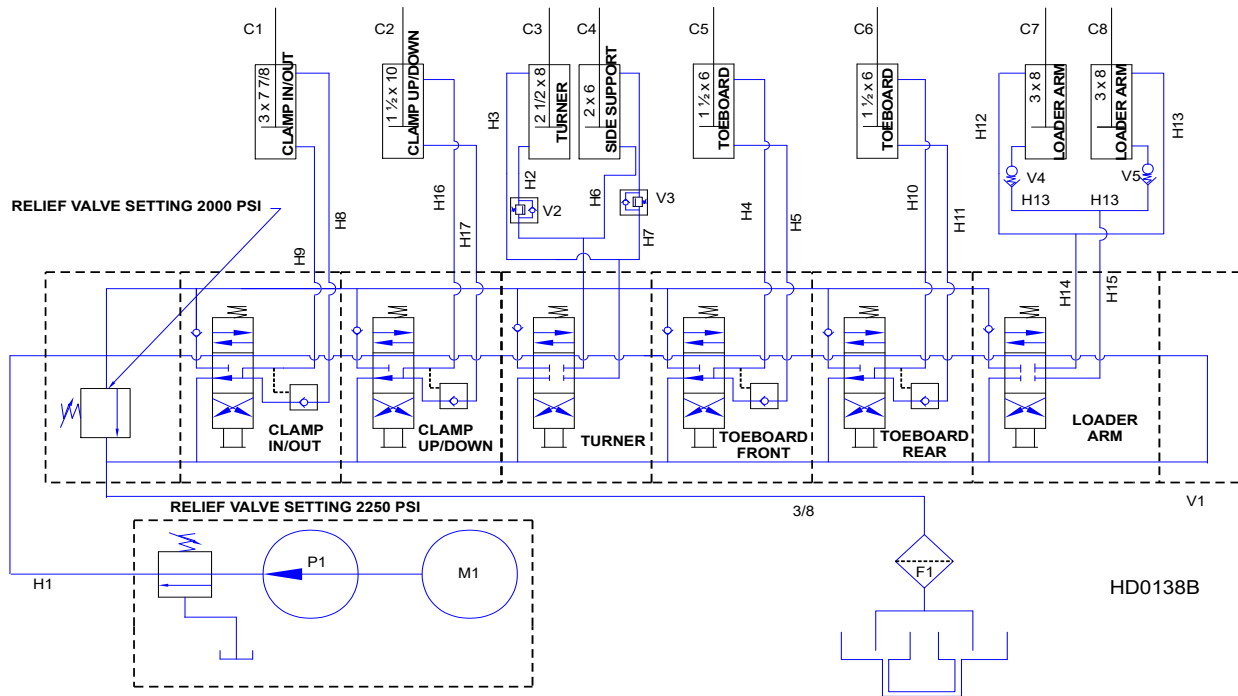 C1
C2
C3
C4
C5
C6
C7
C8
3 x 7 7/8
CLAMP IN/OUT
1 ½ x 10
CLAMP UP/DOWN
2 1/2 x 8
TURNER
2 x 6
SIDE SUPPORT
1 ½ x 6
TOEBOARD
1 ½ x 6
TOEBOARD
3 x 8
LOADER ARM
3 x 8
LOADER ARM
H3
H12
H13
H2
H6
V2
V3
V4
V5
H13
H13
H16
H17
H4
H5
H10
H11
H7
RELIEF VALVE SETTING 2000 PSI
H9
H8
H14
H15
CLAMP
IN/OUT
CLAMP
UP/DOWN
TURNER
TOEBOARD
FRONT
TOEBOARD
REAR
LOADER
ARM
V1
RELIEF VALVE SETTING 2250 PSI
3/8
H1
P1
M1
F1
HD0138B